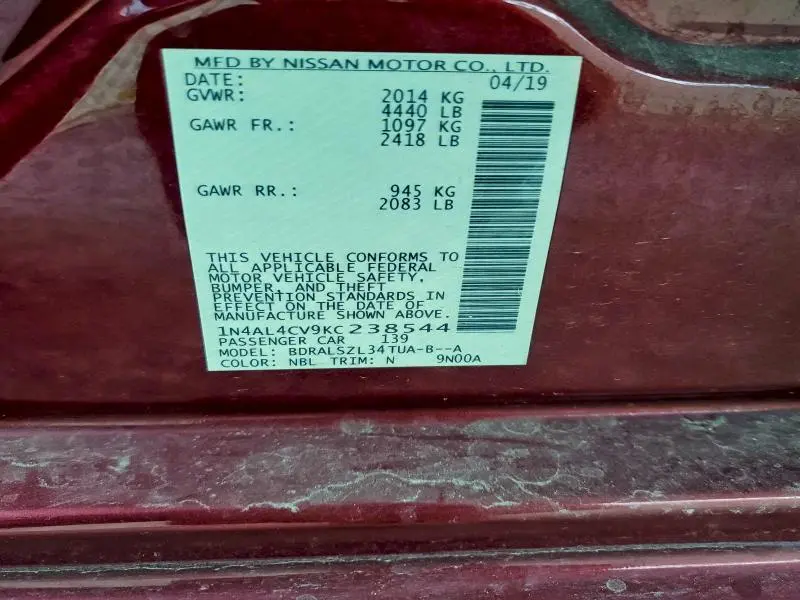 MFD BY NISSAN MOTOR CO., LTD.
DATE: 04/19
GVWR: 2014 KG
4440 LB
GAWR FR.: 1097 KG
2418 LB
GAWR RR.: 945 KG
2083 LB
THIS VEHICLE CONFORMS TO
ALL APPLICABLE FEDERAL
MOTOR VEHICLE SAFETY,
BUMPER, AND THEFT
PREVENTION STANDARDS IN
EFFECT ON THE DATE OF
MANUFACTURE SHOWN ABOVE.
1N4AL4CV9KC238544
PASSENGER CAR 139
MODEL: BDRALSZL34TUA-B--A
COLOR: NBL TRIM: N 9N00A